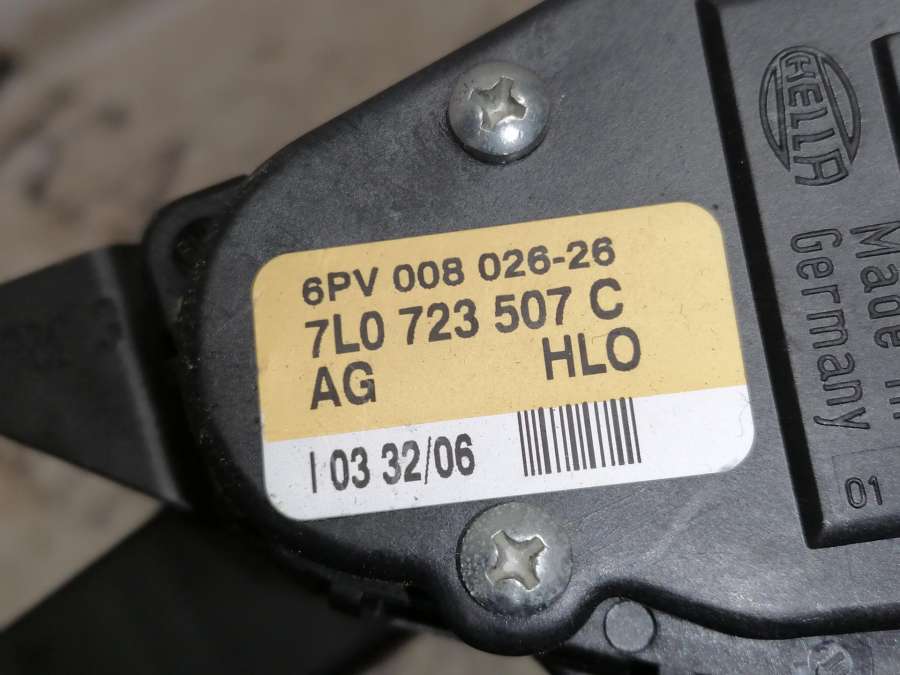 6PV 008 026-26
7L0 723 507 C
AG HLO
I 03 32/06
HELLA
Made in
Germany
01